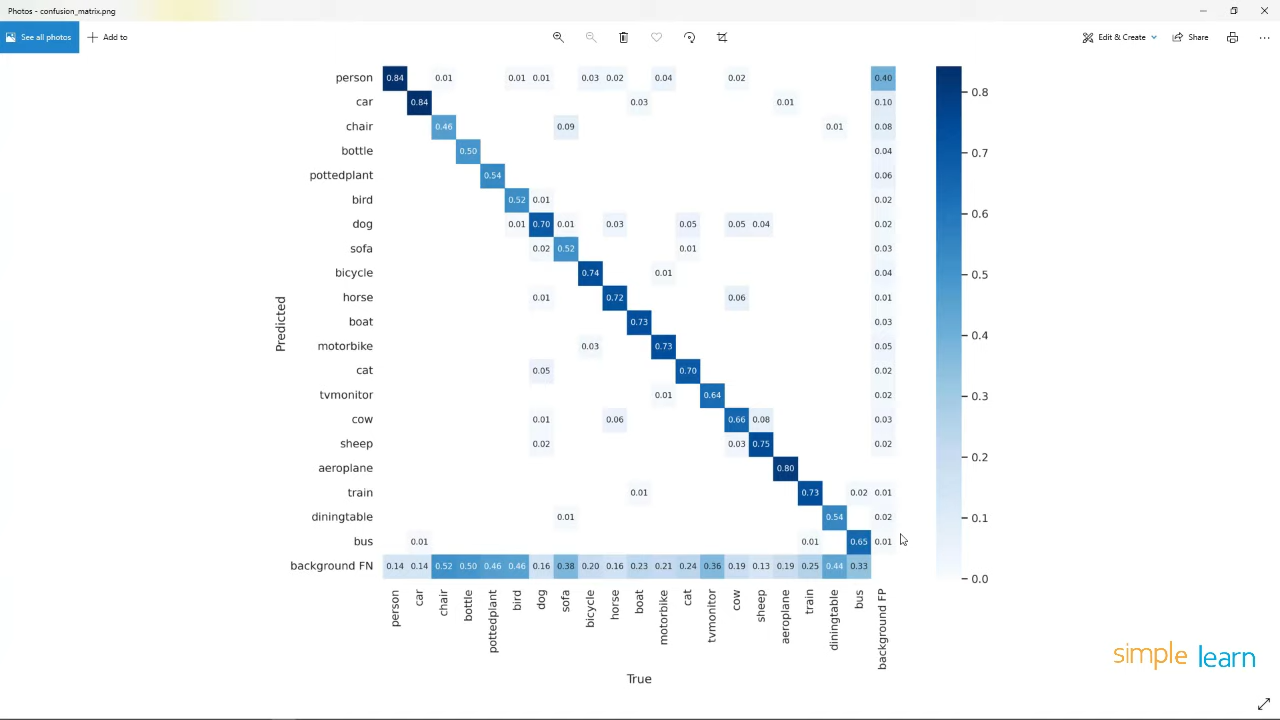 Photos - confusion_matrix.png
See all photos
Add to
Edit & Create
Share
person 0.84 0.01 0.01 0.01 0.03 0.02 0.04 0.02 0.40
car 0.84 0.03 0.01 0.10
chair 0.46 0.09 0.01 0.08
bottle 0.50 0.04
pottedplant 0.54 0.06
bird 0.52 0.01 0.02
dog 0.01 0.70 0.01 0.03 0.05 0.05 0.04 0.02
sofa 0.02 0.52 0.01 0.03
bicycle 0.74 0.01 0.04
horse 0.01 0.72 0.06 0.01
boat 0.73 0.03
motorbike 0.03 0.73 0.05
cat 0.05 0.70 0.02
tvmonitor 0.01 0.64 0.02
cow 0.01 0.06 0.66 0.08 0.03
sheep 0.02 0.03 0.75 0.02
aeroplane 0.80
train 0.01 0.73 0.02 0.01
diningtable 0.01 0.54 0.02
bus 0.01 0.01 0.65 0.01
background FN 0.14 0.14 0.52 0.50 0.46 0.46 0.16 0.38 0.20 0.16 0.23 0.21 0.24 0.36 0.19 0.13 0.19 0.25 0.44 0.33
Predicted
person
car
chair
bottle
pottedplant
bird
dog
sofa
bicycle
horse
boat
motorbike
cat
tvmonitor
cow
sheep
aeroplane
train
diningtable
bus
background FP
True
0.8
0.7
0.6
0.5
0.4
0.3
0.2
0.1
0.0
simple learn